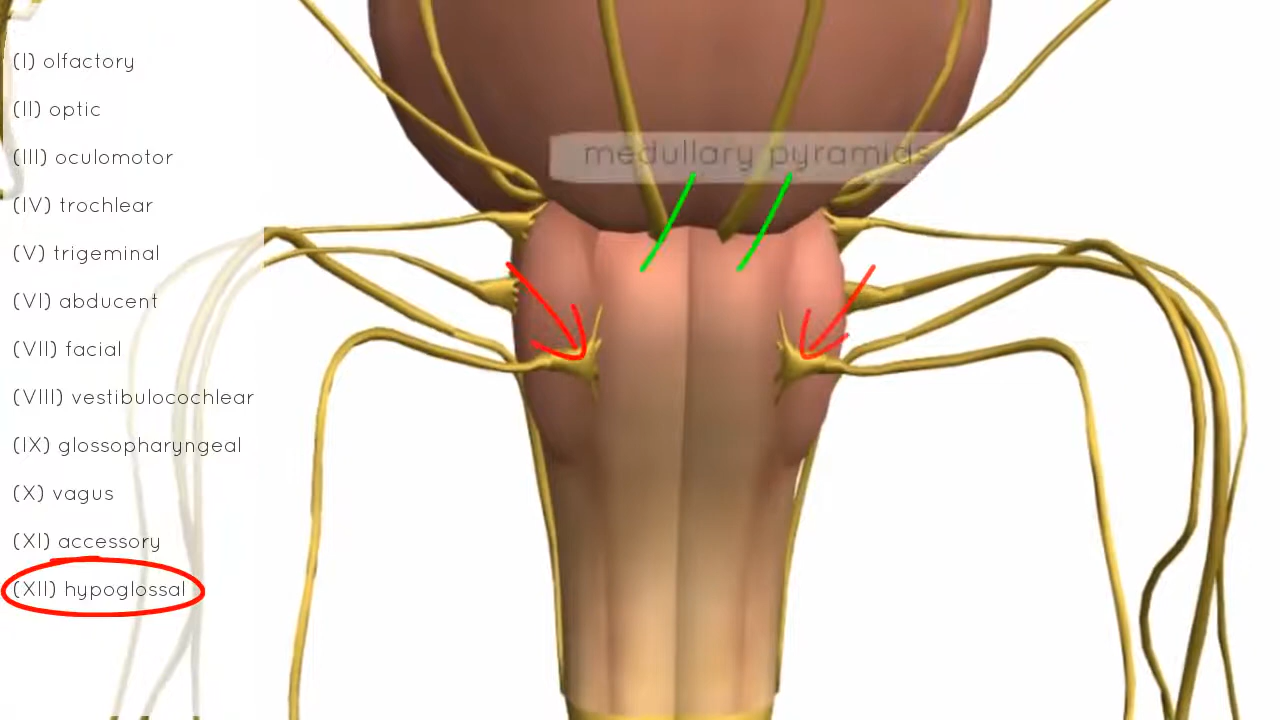 (I) olfactory
(II) optic
(III) oculomotor
(IV) trochlear
(V) trigeminal
(VI) abducent
(VII) facial
(VIII) vestibulocochlear
(IX) glossopharyngeal
(X) vagus
(XI) accessory
(XII) hypoglossal
medullary pyramids